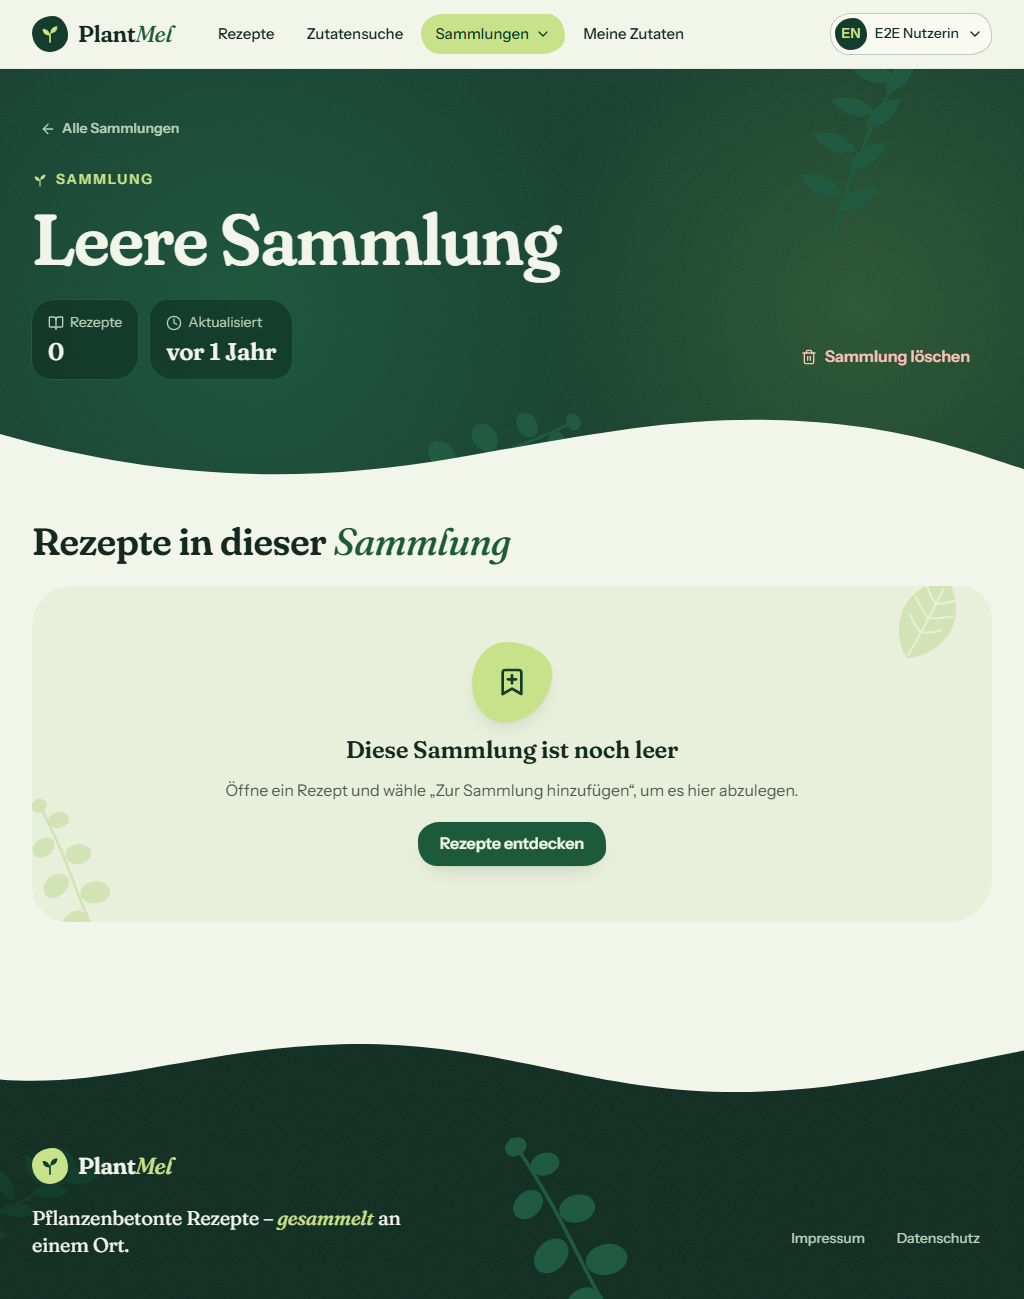 PlantMel
Rezepte
Zutatensuche
Sammlungen
Meine Zutaten
EN
E2E Nutzerin
Alle Sammlungen
SAMMLUNG
Leere Sammlung
Rezepte
0
Aktualisiert
vor 1 Jahr
Sammlung löschen
Rezepte in dieser Sammlung
Diese Sammlung ist noch leer
Öffne ein Rezept und wähle „Zur Sammlung hinzufügen“, um es hier abzulegen.
Rezepte entdecken
PlantMel
Pflanzenbetonte Rezepte – gesammelt an
einem Ort.
Impressum
Datenschutz